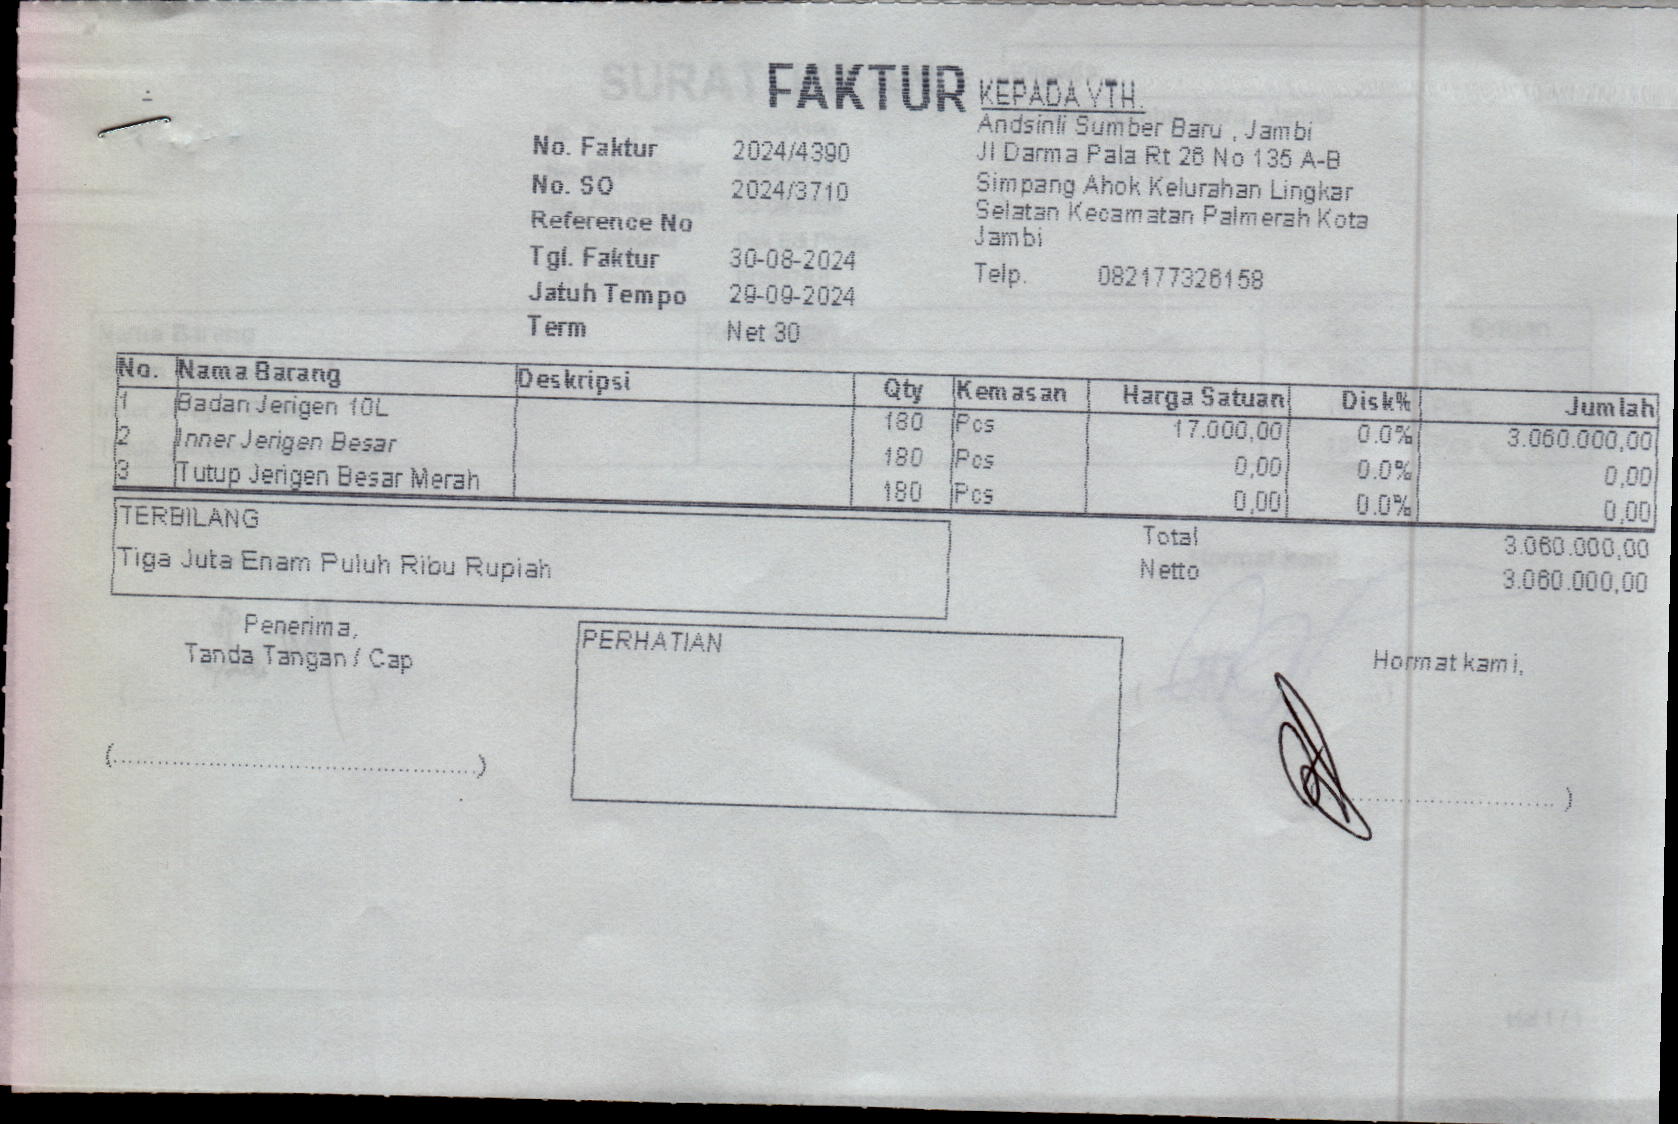 FAKTUR
KEPADA YTH.
Andsinli Sumber Baru , Jambi
Jl Darma Pala Rt 26 No 135 A-B
Simpang Ahok Kelurahan Lingkar
Selatan Kecamatan Palmerah Kota
Jambi
Telp. 082177326158
No. Faktur 2024/4390
No. SO 2024/3710
Reference No
Tgl. Faktur 30-08-2024
Jatuh Tempo 29-09-2024
Term Net 30
No. Nama Barang Deskripsi Qty Kemasan Harga Satuan Disk% Jumlah
1 Badan Jerigen 10L 180 Pcs 17.000,00 0.0% 3.060.000,00
2 Inner Jerigen Besar 180 Pcs 0,00 0.0% 0,00
3 Tutup Jerigen Besar Merah 180 Pcs 0,00 0.0% 0,00
TERBILANG
Tiga Juta Enam Puluh Ribu Rupiah
Total 3.060.000,00
Netto 3.060.000,00
Penerima,
Tanda Tangan / Cap
(..................................................)
PERHATIAN
Hormat kami,
.............................. )